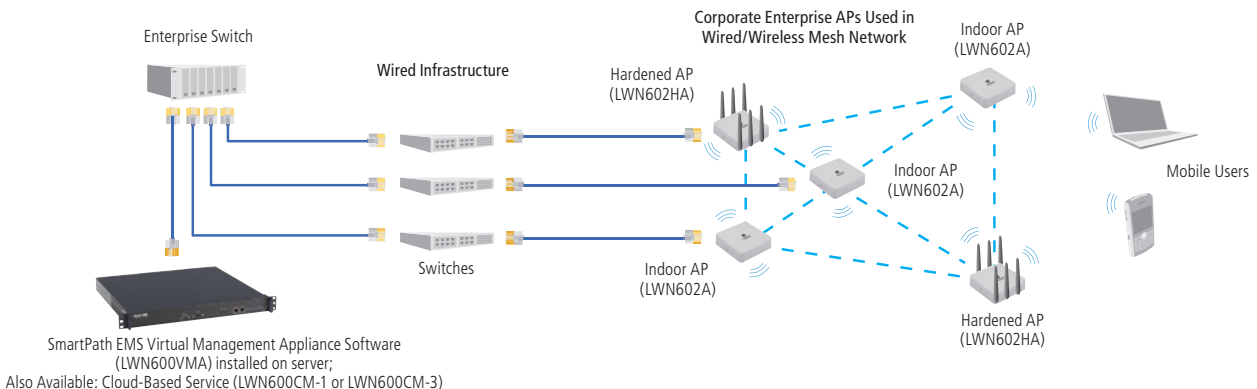 Enterprise Switch
Wired Infrastructure
Corporate Enterprise APs Used in
Wired/Wireless Mesh Network
Hardened AP
(LWN602HA)
Indoor AP
(LWN602A)
Indoor AP
(LWN602A)
Mobile Users
Switches
Indoor AP
(LWN602A)
Hardened AP
(LWN602HA)
SmartPath EMS Virtual Management Appliance Software
(LWN600VMA) installed on server;
Also Available: Cloud-Based Service (LWN600CM-1 or LWN600CM-3)